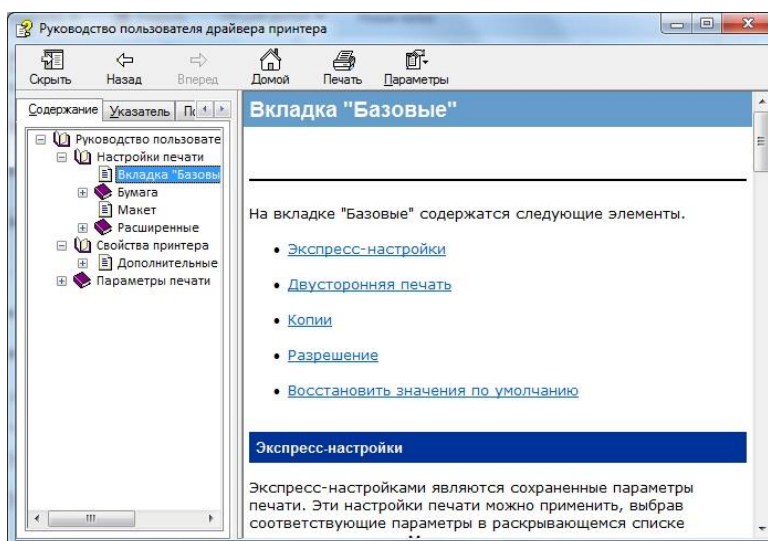 Руководство пользователя драйвера принтера
Скрыть Назад Вперед Домой Печать Параметры
Содержание Указатель
Руководство пользовате
Настройки печати
Вкладка "Базовы
Бумага
Макет
Расширенные
Свойства принтера
Дополнительные
Параметры печати
Вкладка "Базовые"
На вкладке "Базовые" содержатся следующие элементы.
• Экспресс-настройки
• Двусторонняя печать
• Копии
• Разрешение
• Восстановить значения по умолчанию
Экспресс-настройки
Экспресс-настройками являются сохраненные параметры
печати. Эти настройки печати можно применить, выбрав
соответствующие параметры в раскрывающемся списке